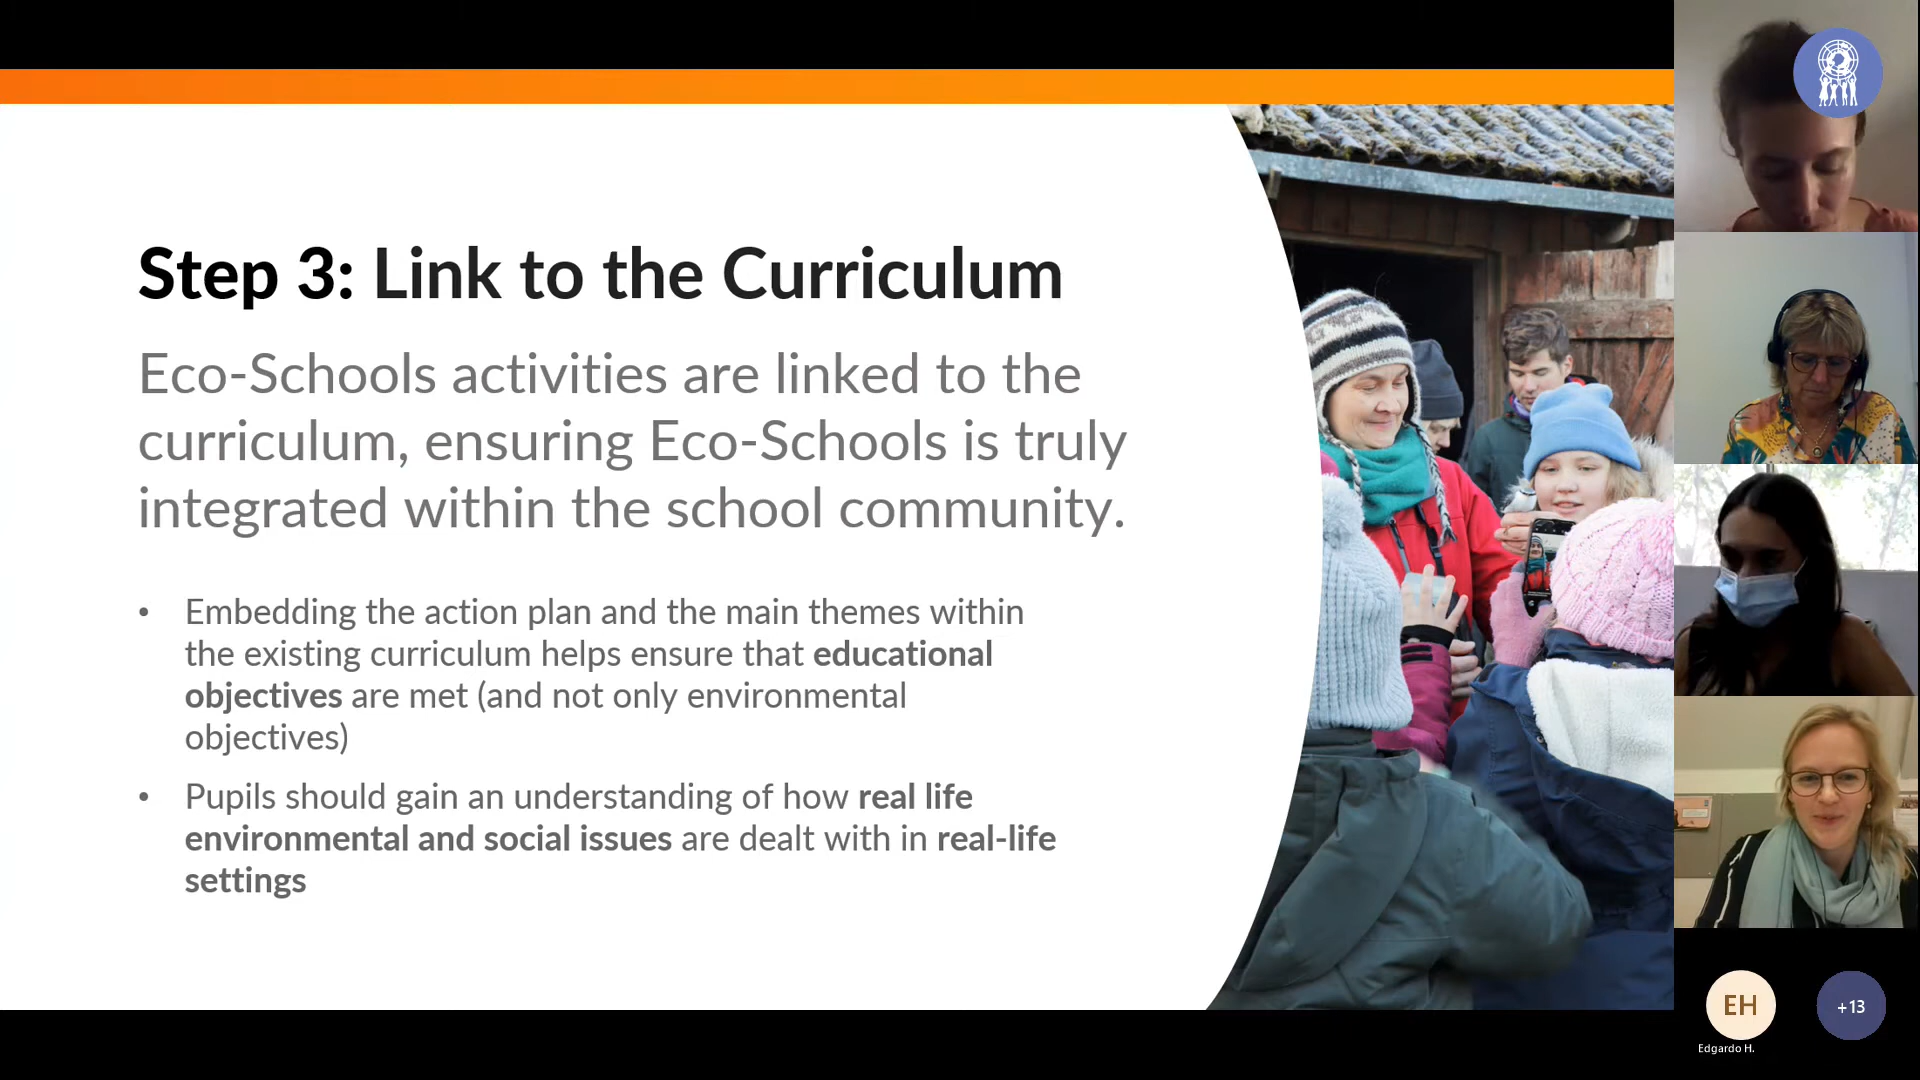 Step 3: Link to the Curriculum
Eco-Schools activities are linked to the
curriculum, ensuring Eco-Schools is truly
integrated within the school community.
• Embedding the action plan and the main themes within
the existing curriculum helps ensure that educational
objectives are met (and not only environmental
objectives)
• Pupils should gain an understanding of how real life
environmental and social issues are dealt with in real-life
settings
EH
+13
Edgardo H.